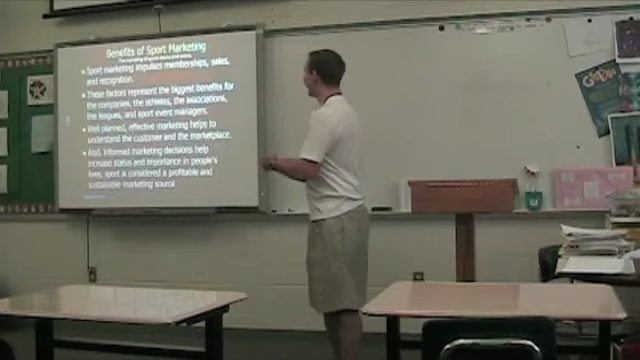 Benefits of Sport Marketing
Sport marketing impulses memberships, sales,
and recognition.
These factors represent the biggest benefits for
the companies, the athletes, the associations,
the leagues, and sport event managers.
Well planned, effective marketing helps to
understand the customer and the marketplace.
Also, informed marketing decisions help
increase status and importance in people's
lives, sport is considered a profitable and
sustainable marketing source